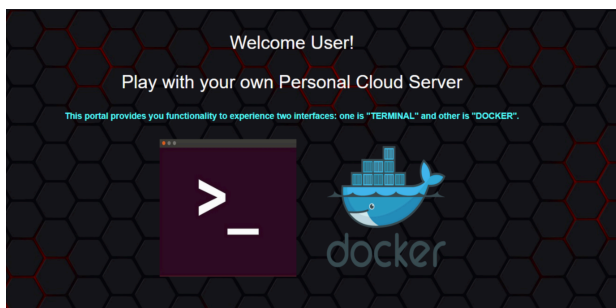 Welcome User!
Play with your own Personal Cloud Server
This portal provides you functionality to experience two interfaces: one is "TERMINAL" and other is "DOCKER".
>_
docker